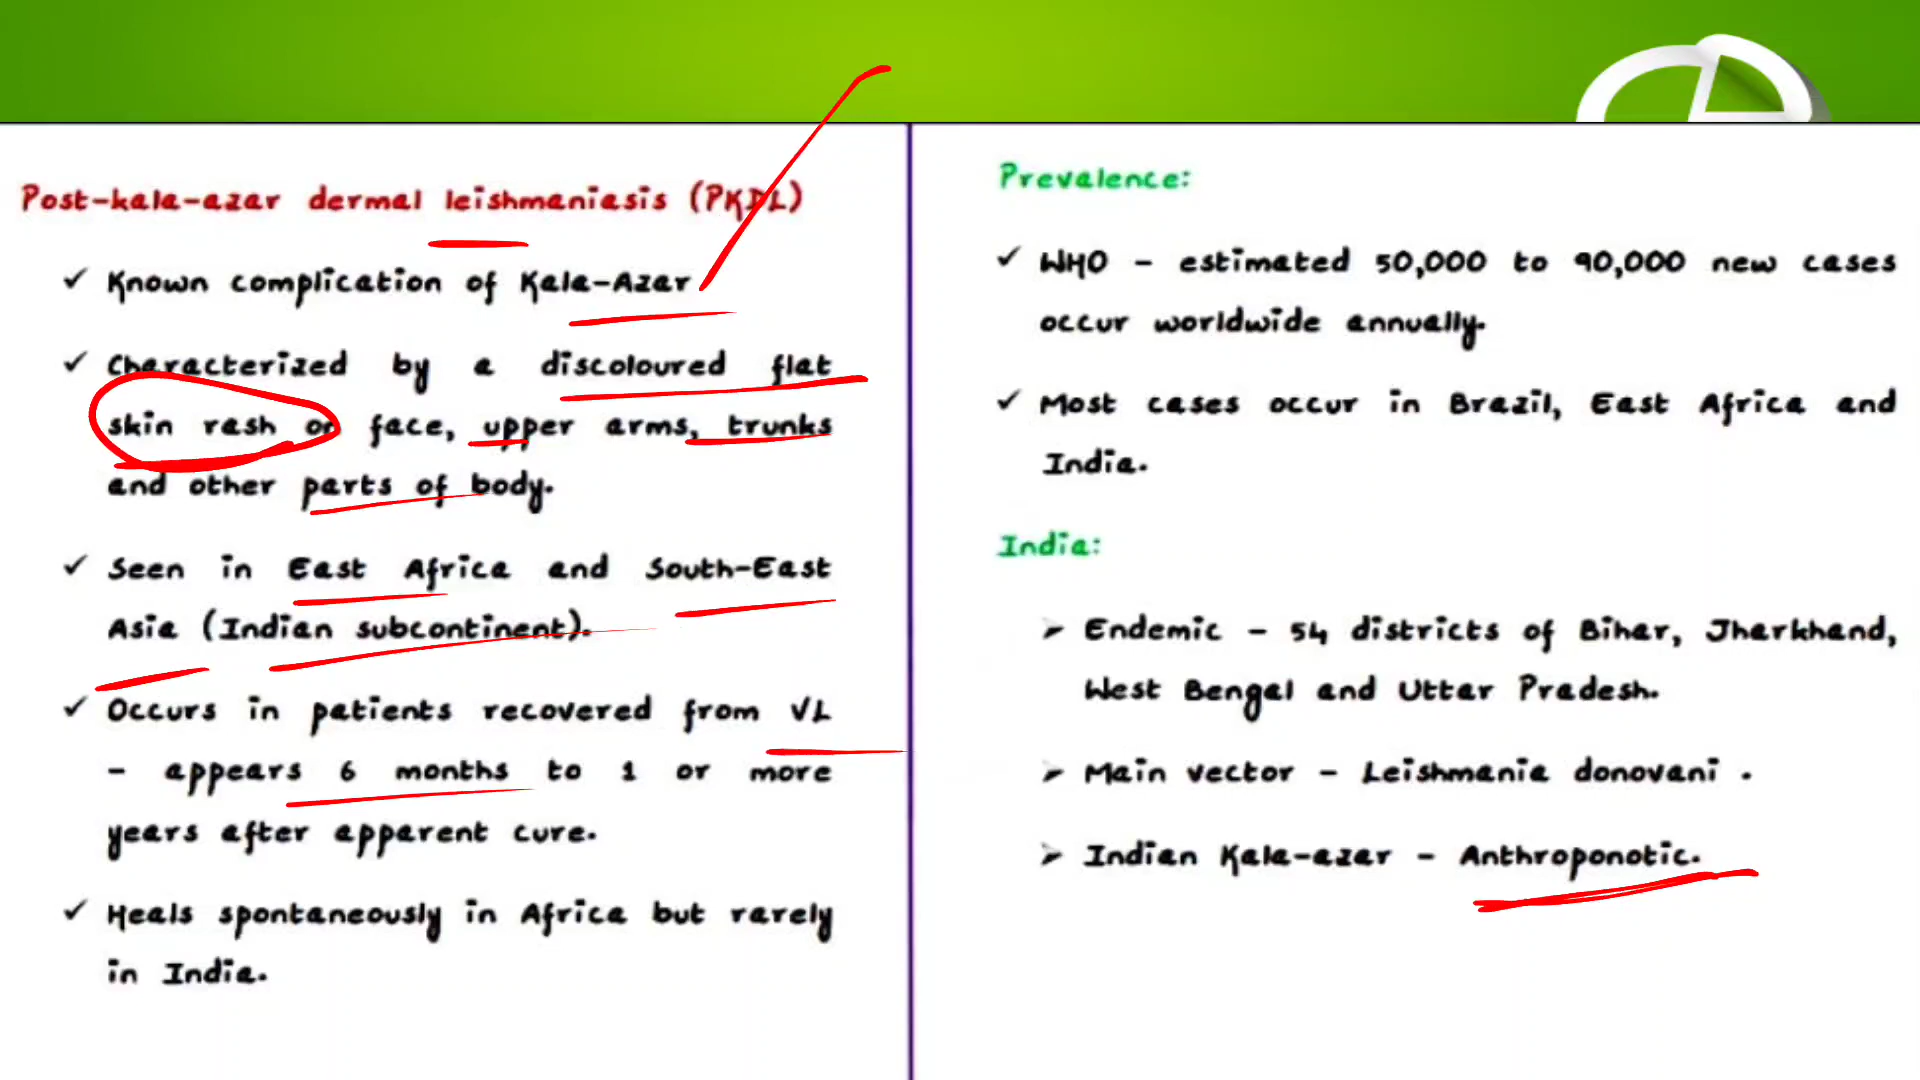 Post-kala-azar dermal leishmaniasis (PKDL)
✓ Known complication of Kala-Azar
✓ Characterized by a discoloured flat
skin rash on face, upper arms, trunks
and other parts of body.
✓ Seen in East Africa and South-East
Asia (Indian subcontinent).
✓ Occurs in patients recovered from VL
- appears 6 months to 1 or more
years after apparent cure.
✓ Heals spontaneously in Africa but rarely
in India.
Prevalence:
✓ WHO - estimated 50,000 to 90,000 new cases
occur worldwide annually.
✓ Most cases occur in Brazil, East Africa and
India.
India:
➢ Endemic - 54 districts of Bihar, Jharkhand,
West Bengal and Uttar Pradesh.
➢ Main vector - Leishmania donovani .
➢ Indian Kala-azar - Anthroponotic.